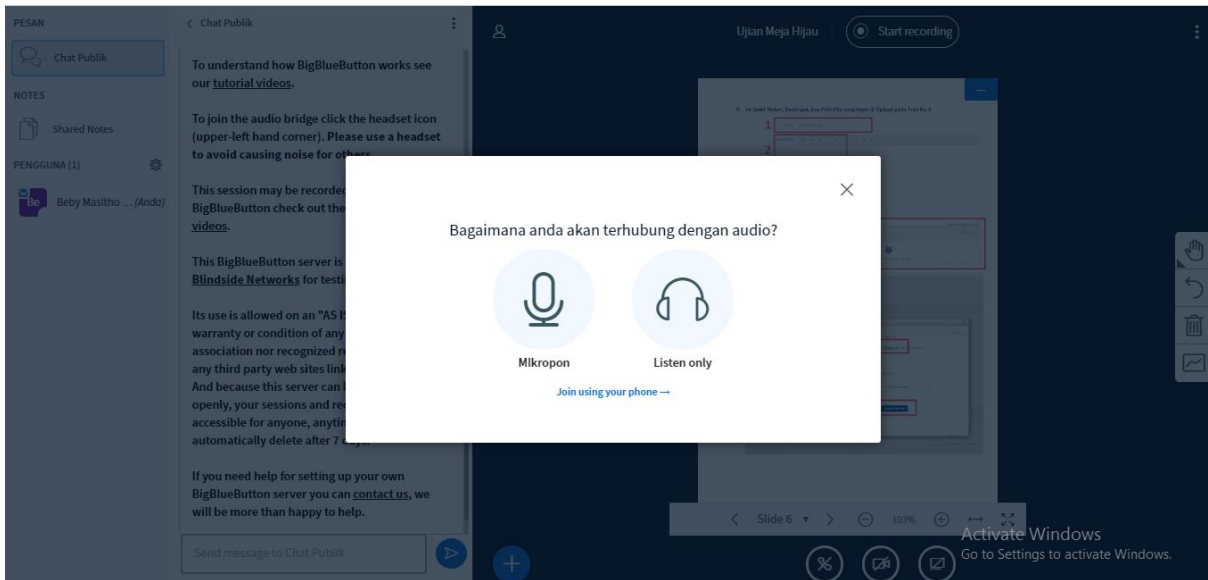 PESAN
Chat Publik
NOTES
Shared Notes
PENGGUNA (1)
Be
Beby Masitho ... (Anda)
Chat Publik
To understand how BigBlueButton works see
our tutorial videos.
To join the audio bridge click the headset icon
(upper-left hand corner). Please use a headset
to avoid causing noise for others
This session may be recorded
BigBlueButton check out the
videos.
This BigBlueButton server is
Blindside Networks for
Its use is allowed on an "AS
warranty or condition of any
association nor recognized
any third party web sites
And because this server can
openly, your sessions and
accessible for anyone,
automatically delete after 7
If you need help for setting up your own
BigBlueButton server you can contact us, we
will be more than happy to help.
Send message to Chat Publik
Ujian Meja Hijau
Start recording
1
2
Bagaimana anda akan terhubung dengan audio?
MIkropon
Listen only
Join using your phone →
Slide 6
103%
Activate Windows
Go to Settings to activate Windows.